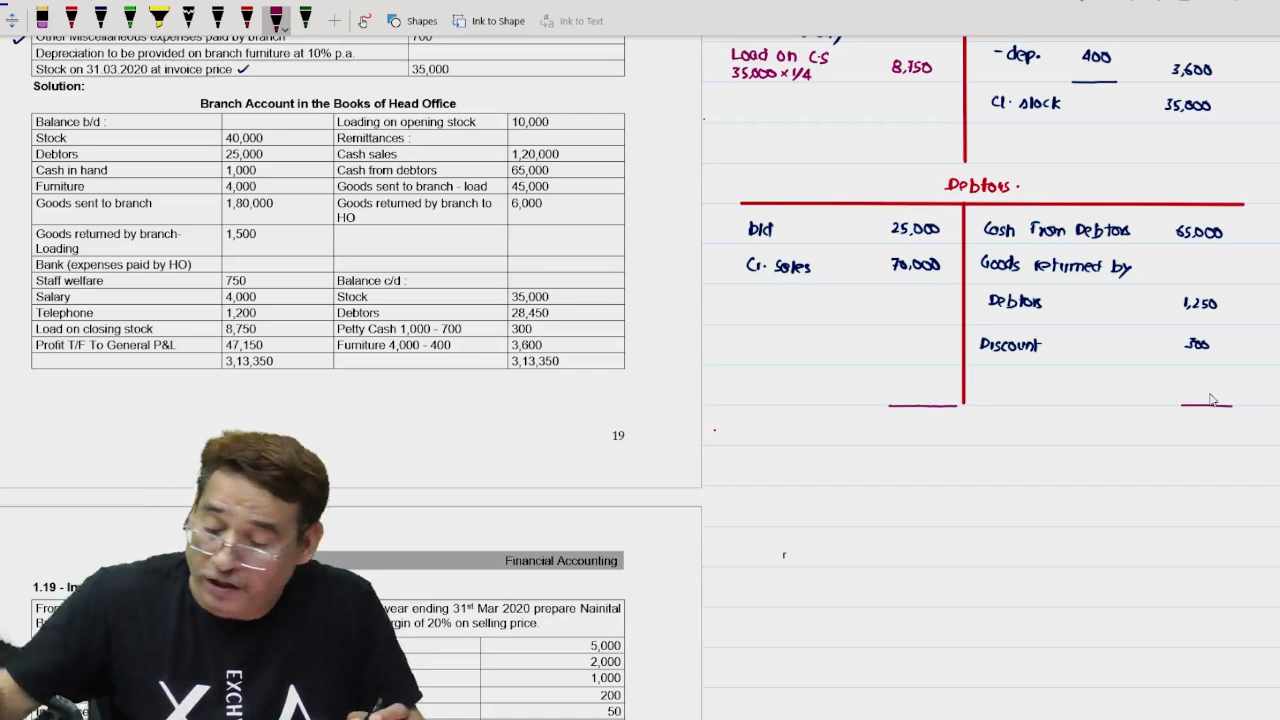 Shapes
Ink to Shape
Ink to Text
Other Miscellaneous expenses paid by branch 700
Depreciation to be provided on branch furniture at 10% p.a.
Stock on 31.03.2020 at invoice price ✓ 35,000
Solution:
Branch Account in the Books of Head Office
Balance b/d : Loading on opening stock 10,000
Stock 40,000 Remittances :
Debtors 25,000 Cash sales 1,20,000
Cash in hand 1,000 Cash from debtors 65,000
Furniture 4,000 Goods sent to branch - load 45,000
Goods sent to branch 1,80,000 Goods returned by branch to 6,000
HO
Goods returned by branch- 1,500
Loading
Bank (expenses paid by HO)
Staff welfare 750 Balance c/d :
Salary 4,000 Stock 35,000
Telephone 1,200 Debtors 28,450
Load on closing stock 8,750 Petty Cash 1,000 - 700 300
Profit T/F To General P&L 47,150 Furniture 4,000 - 400 3,600
3,13,350 3,13,350
19
Financial Accounting
1.19 - In
Fro year ending 31st Mar 2020 prepare Nainital
B rgin of 20% on selling price.
5,000
2,000
1,000
200
50
EXCH
Load on C.S 8,750
35,000 × 1/4
- dep. 400 3,600
Cl. stock 35,000
Debtors.
b/d 25,000 Cash From Debtors 65,000
Cr. Sales 70,000 Goods returned by
Debtors 1,250
Discount 300
r